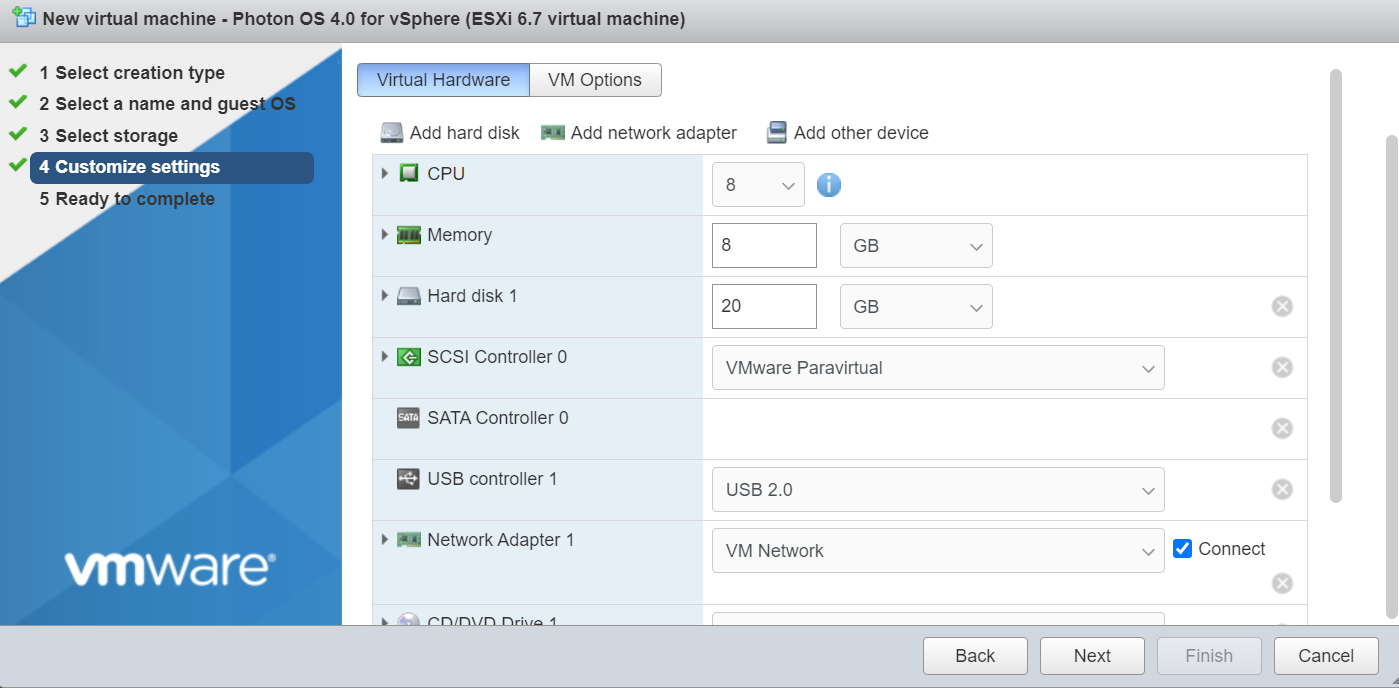 New virtual machine - Photon OS 4.0 for vSphere (ESXi 6.7 virtual machine)
1 Select creation type
2 Select a name and guest OS
3 Select storage
4 Customize settings
5 Ready to complete
vmware®
Virtual Hardware VM Options
Add hard disk Add network adapter Add other device
CPU 8 i
Memory 8 GB
Hard disk 1 20 GB
SCSI Controller 0 VMware Paravirtual
SATA SATA Controller 0
USB controller 1 USB 2.0
Network Adapter 1 VM Network Connect
CD/DVD Drive 1
Back Next Finish Cancel